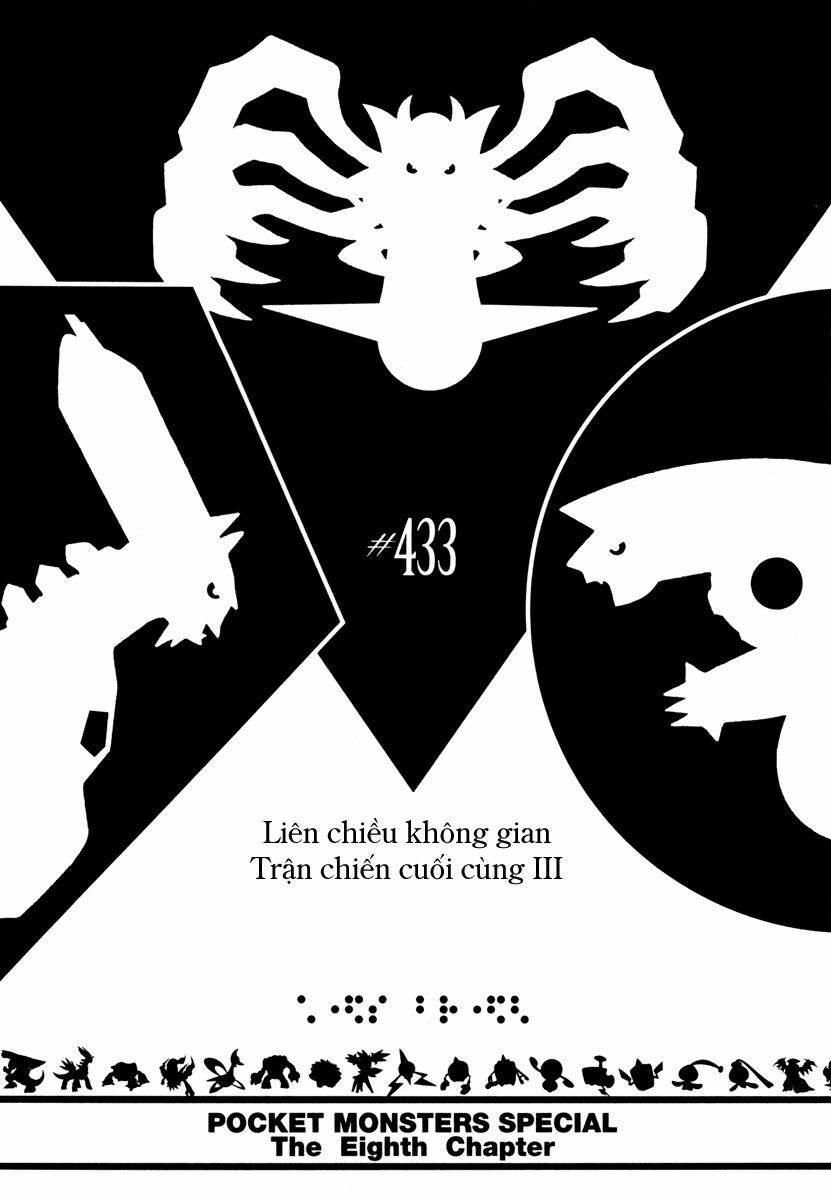 #433
Liên chiều không gian
Trận chiến cuối cùng III
POCKET MONSTERS SPECIAL
The Eighth Chapter